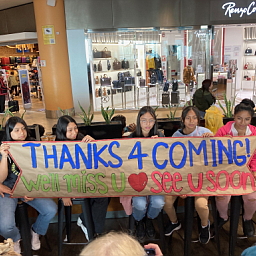 THANKS 4 COMING!
Well miss U ❤ See U soon